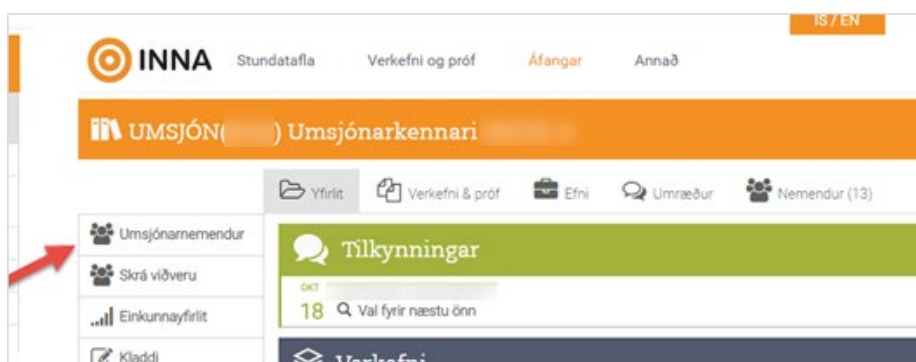 IS / EN
INNA Stundatafla Verkefni og próf Áfangar Annað
UMSJÓN( ) Umsjónarkennari
Yfirlit Verkefni & próf Efni Umræður Nemendur (13)
Umsjónarnemendur
Skrá viðveru
Einkunnayfirlit
Kladdi
Tilkynningar
OKT
18 Val fyrir næstu önn
Verkefni